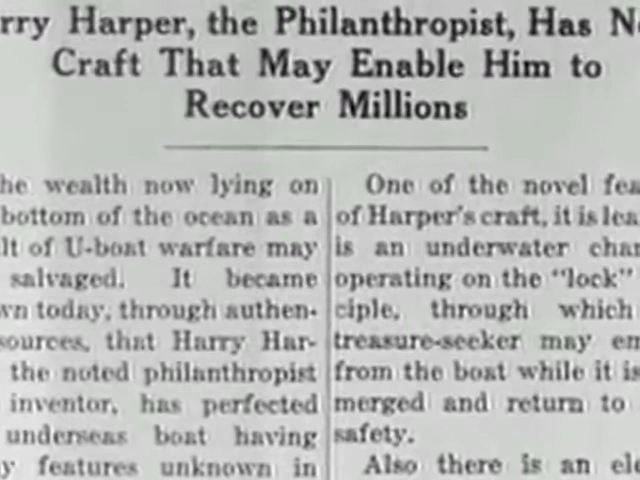 rry Harper, the Philanthropist, Has N
Craft That May Enable Him to
Recover Millions
he wealth now lying on
bottom of the ocean as a
lt of U-boat warfare may
salvaged. It became
wn today, through authen-
sources, that Harry Har-
the noted philanthropist
inventor, has perfected
underseas boat having
y features unknown in
One of the novel fea
of Harper's craft, it is lea
is an underwater cha
operating on the "lock"
ciple, through which
treasure-seeker may em
from the boat while it is
merged and return to
safety.
Also there is an ele